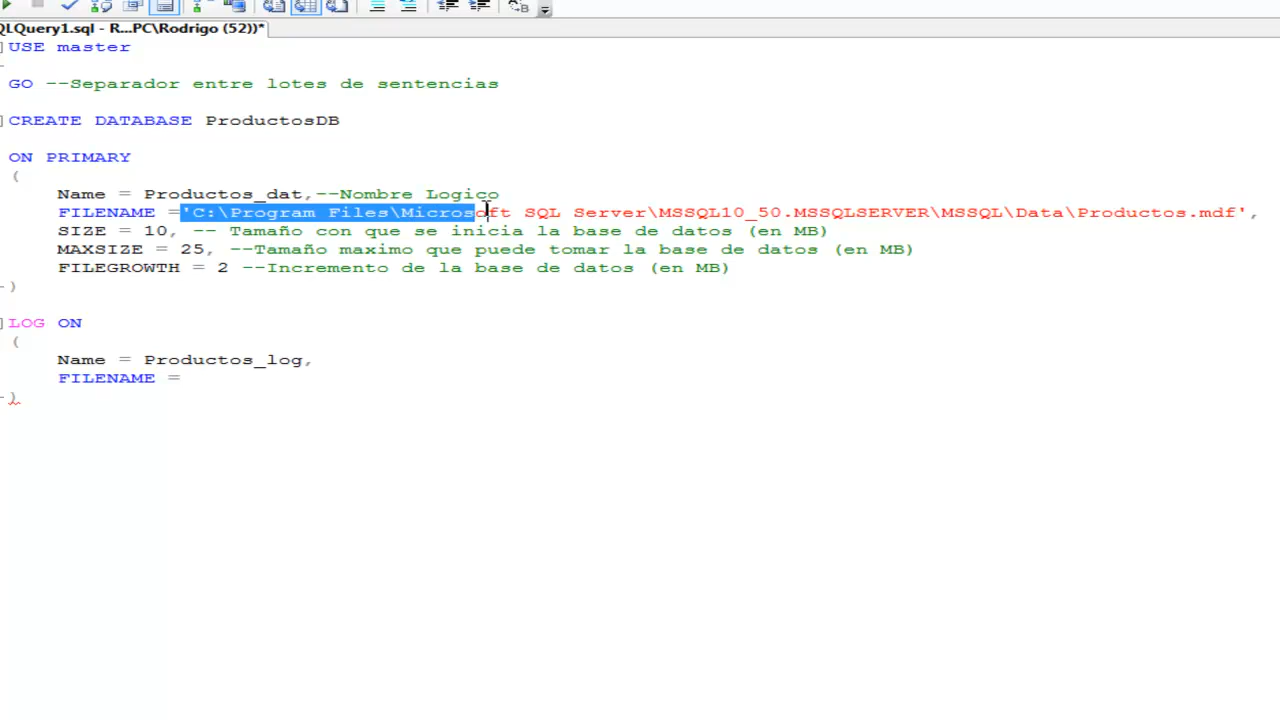 QLQuery1.sql - R...PC\Rodrigo (52))*
USE master
GO --Separador entre lotes de sentencias
CREATE DATABASE ProductosDB
ON PRIMARY
(
Name = Productos_dat,--Nombre Logico
FILENAME ='C:\Program Files\Microsoft SQL Server\MSSQL10_50.MSSQLSERVER\MSSQL\Data\Productos.mdf',
SIZE = 10, -- Tamaño con que se inicia la base de datos (en MB)
MAXSIZE = 25, --Tamaño maximo que puede tomar la base de datos (en MB)
FILEGROWTH = 2 --Incremento de la base de datos (en MB)
)
LOG ON
(
Name = Productos_log,
FILENAME =
)